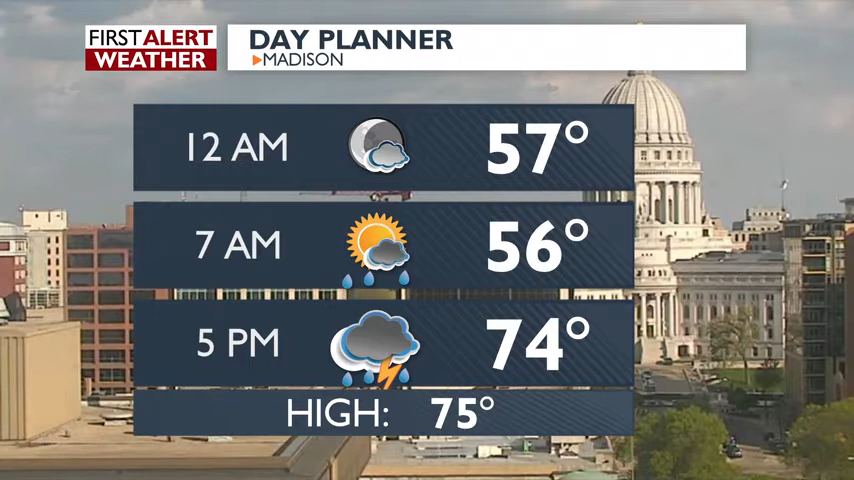 FIRST ALERT
WEATHER
DAY PLANNER
MADISON
12 AM 57°
7 AM 56°
5 PM 74°
HIGH: 75°